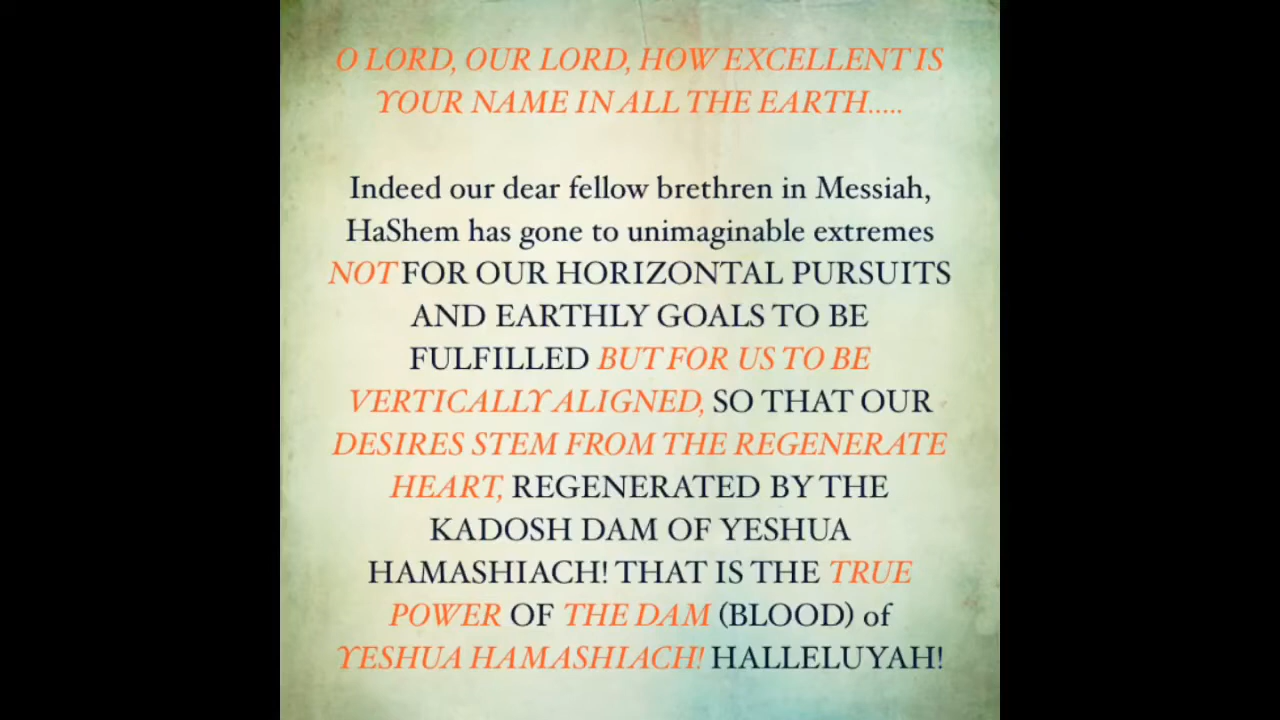 O LORD, OUR LORD, HOW EXCELLENT IS
YOUR NAME IN ALL THE EARTH.....
Indeed our dear fellow brethren in Messiah,
HaShem has gone to unimaginable extremes
NOT FOR OUR HORIZONTAL PURSUITS
AND EARTHLY GOALS TO BE
FULFILLED BUT FOR US TO BE
VERTICALLY ALIGNED, SO THAT OUR
DESIRES STEM FROM THE REGENERATE
HEART, REGENERATED BY THE
KADOSH DAM OF YESHUA
HAMASHIACH! THAT IS THE TRUE
POWER OF THE DAM (BLOOD) of
YESHUA HAMASHIACH! HALLELUYAH!